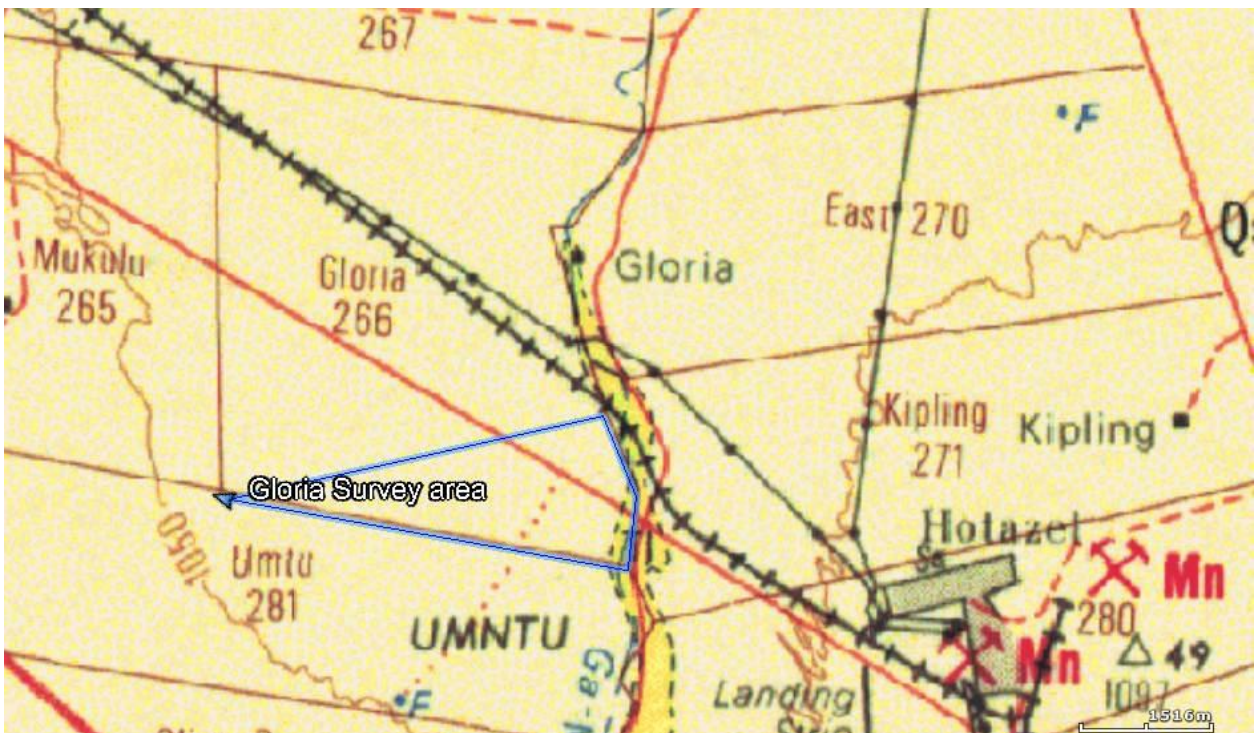 267
F
East 270
Mukulu
265
Gloria
266
Gloria
Kipling
271
Kipling
Gloria Survey area
1050
Hotazel
Umtu
281
Mn
UMNTU
280
Mn
49
1097
F
Landing
1516m